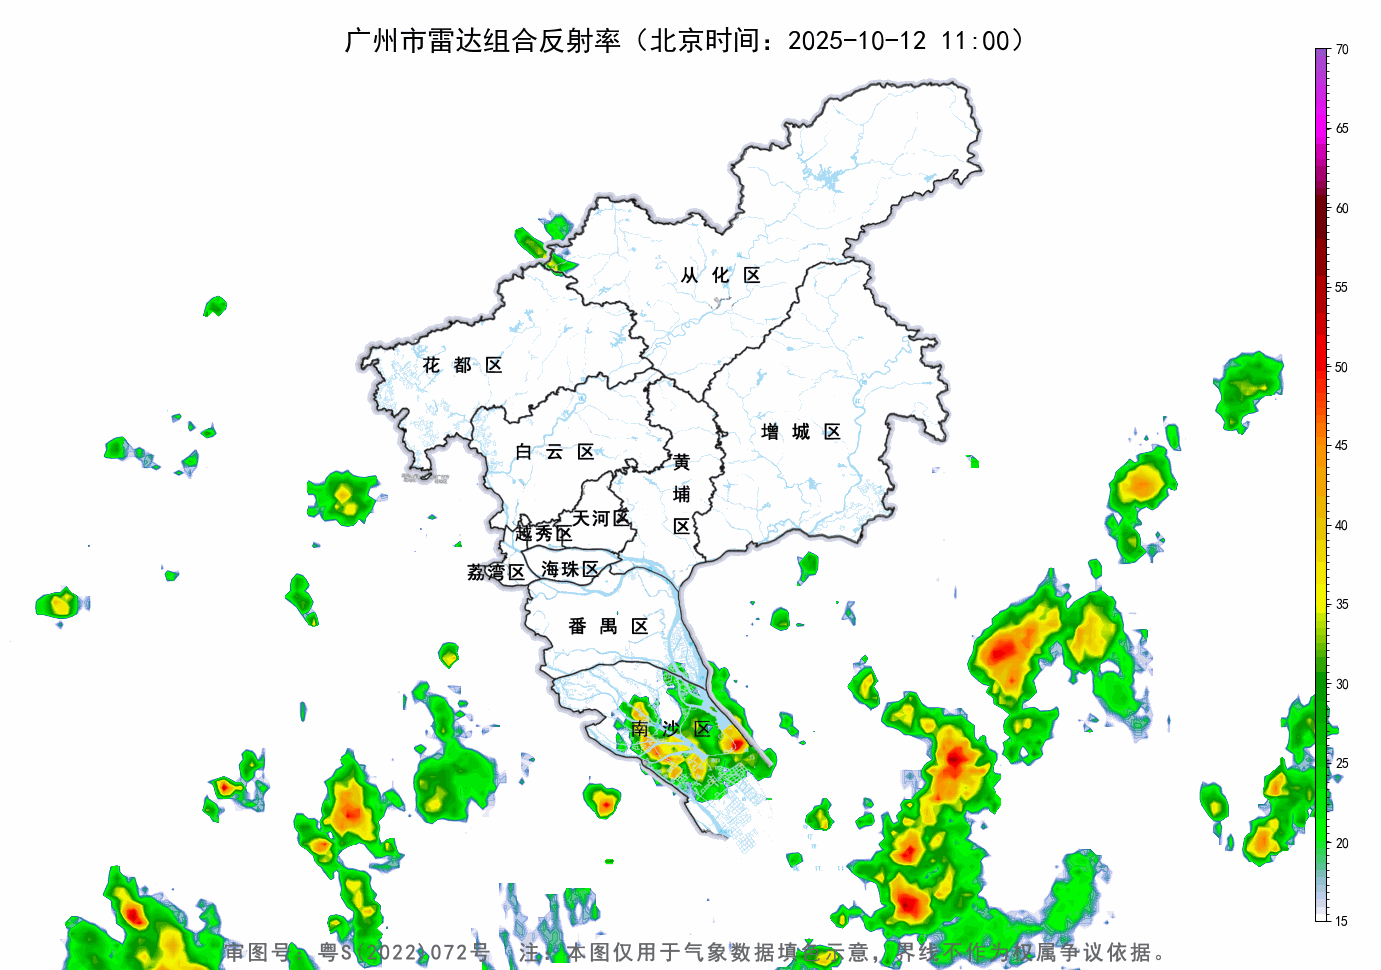 广州市雷达组合反射率（北京时间：2025-10-12 11:00）
70
65
60
55
50
45
40
35
30
25
20
15
从化区
花都区
增城区
白云区
黄埔区
天河区
越秀区
荔湾区
海珠区
番禺区
南沙区
审图号：粤S(2022)072号 注：本图仅用于气象数据填色示意，界线不作为权属争议依据。